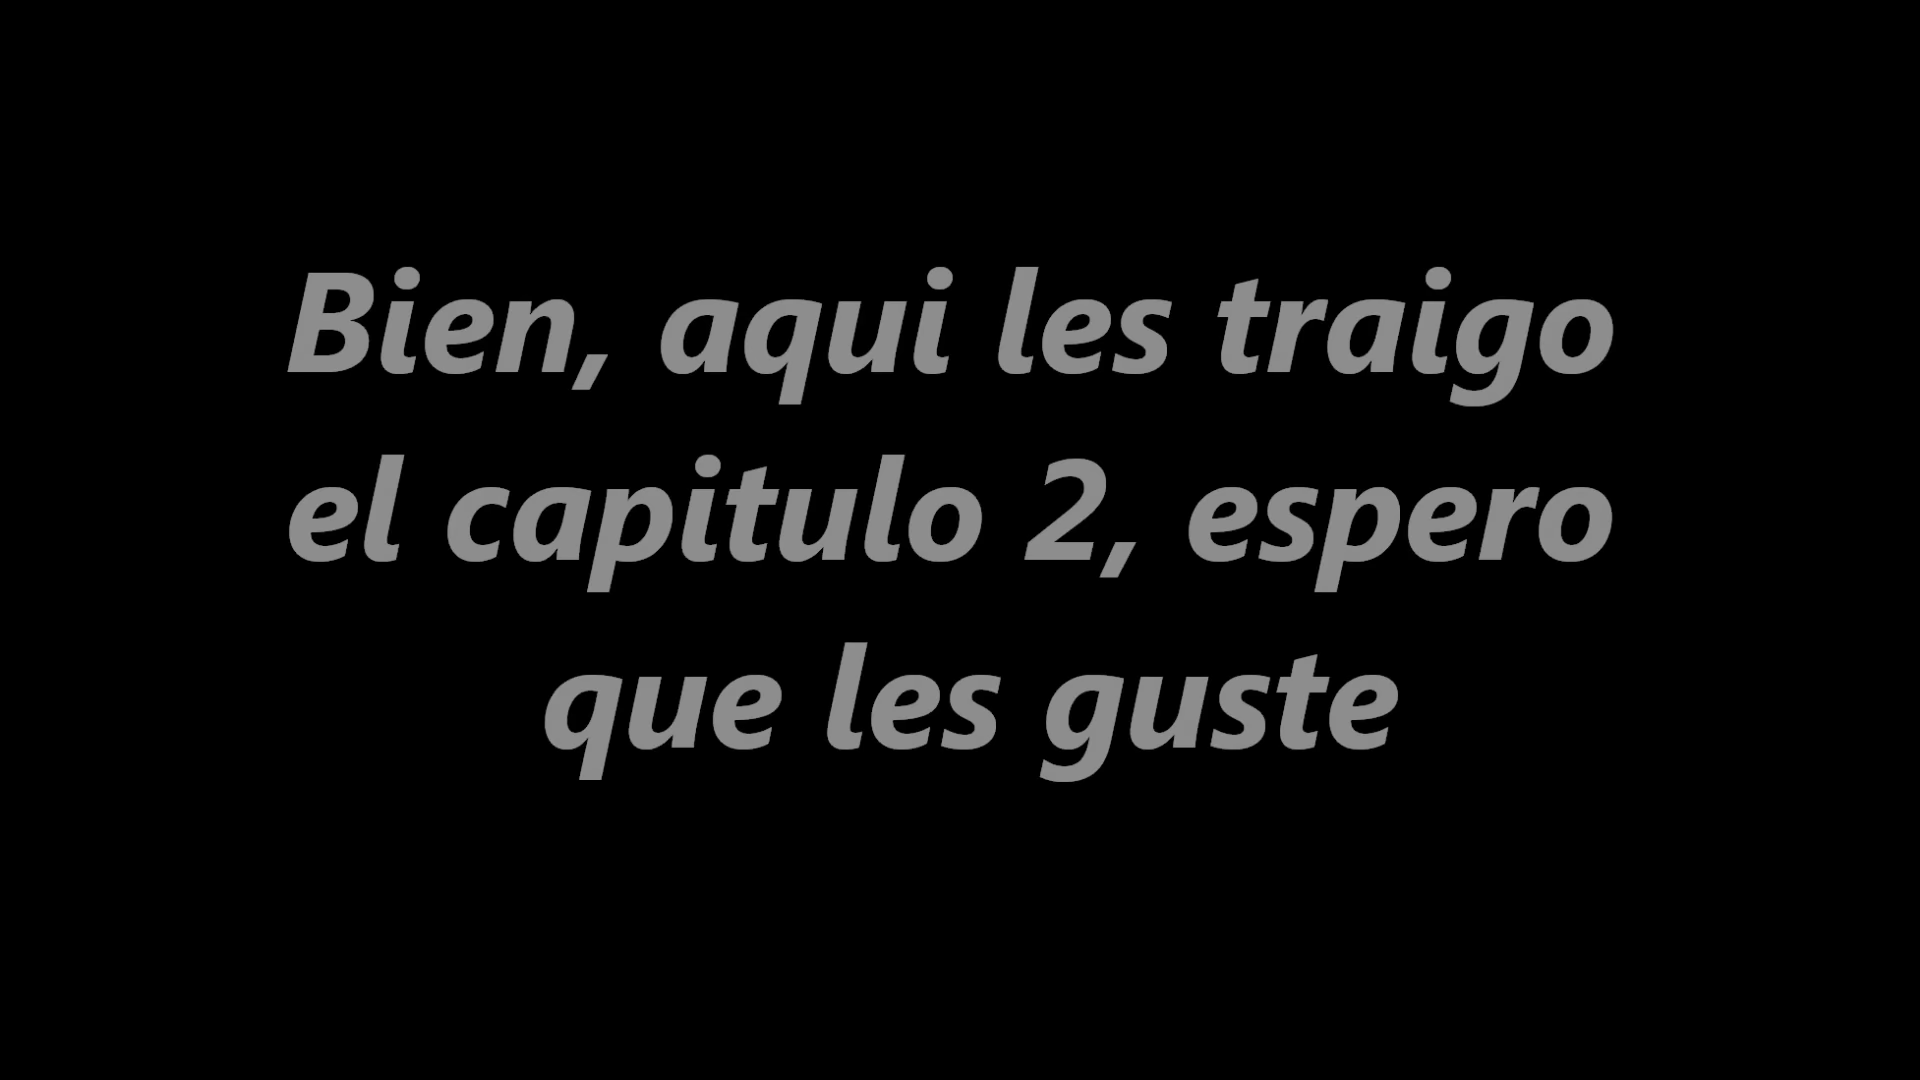 Bien, aqui les traigo
el capitulo 2, espero
que les guste